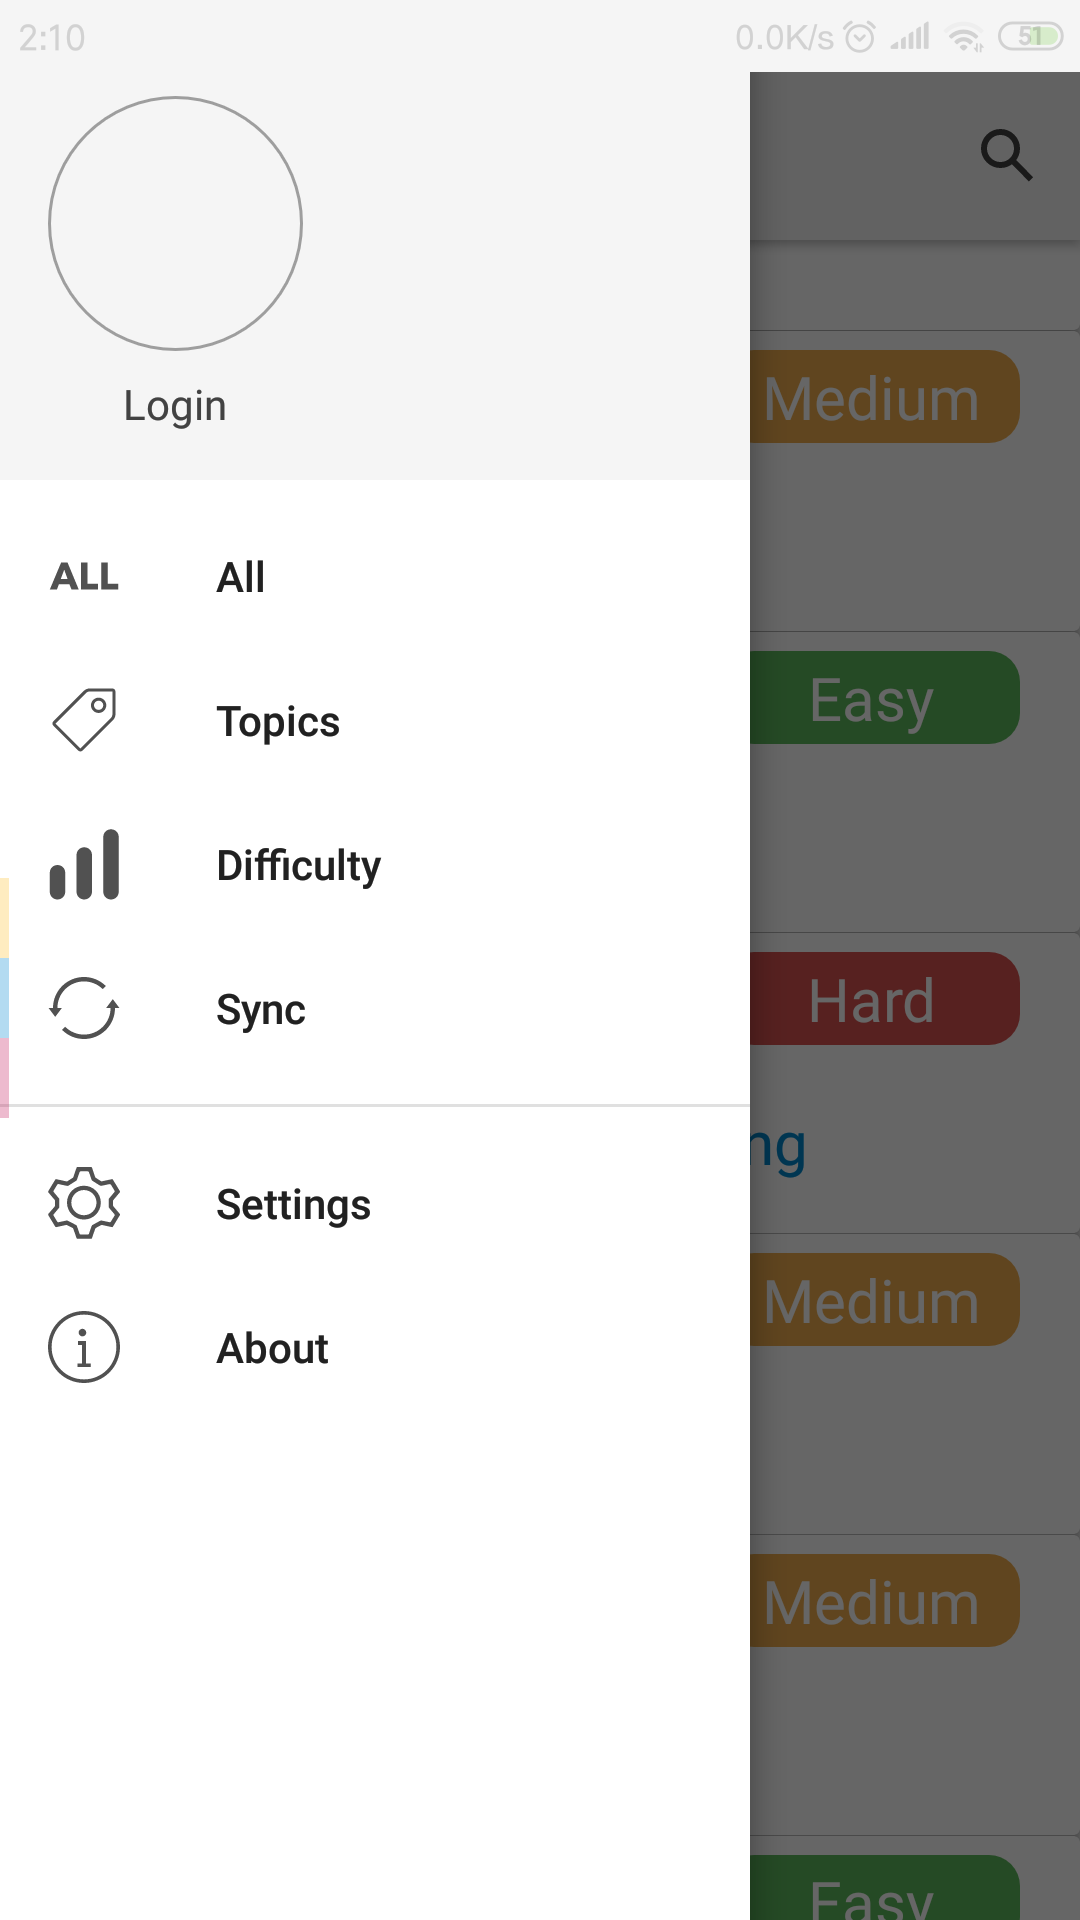 2:10 0.0K/s 51
Login
Medium
ALL All
Easy
Topics
Difficulty
Hard
Sync
ng
Settings
Medium
About
Medium
Easy